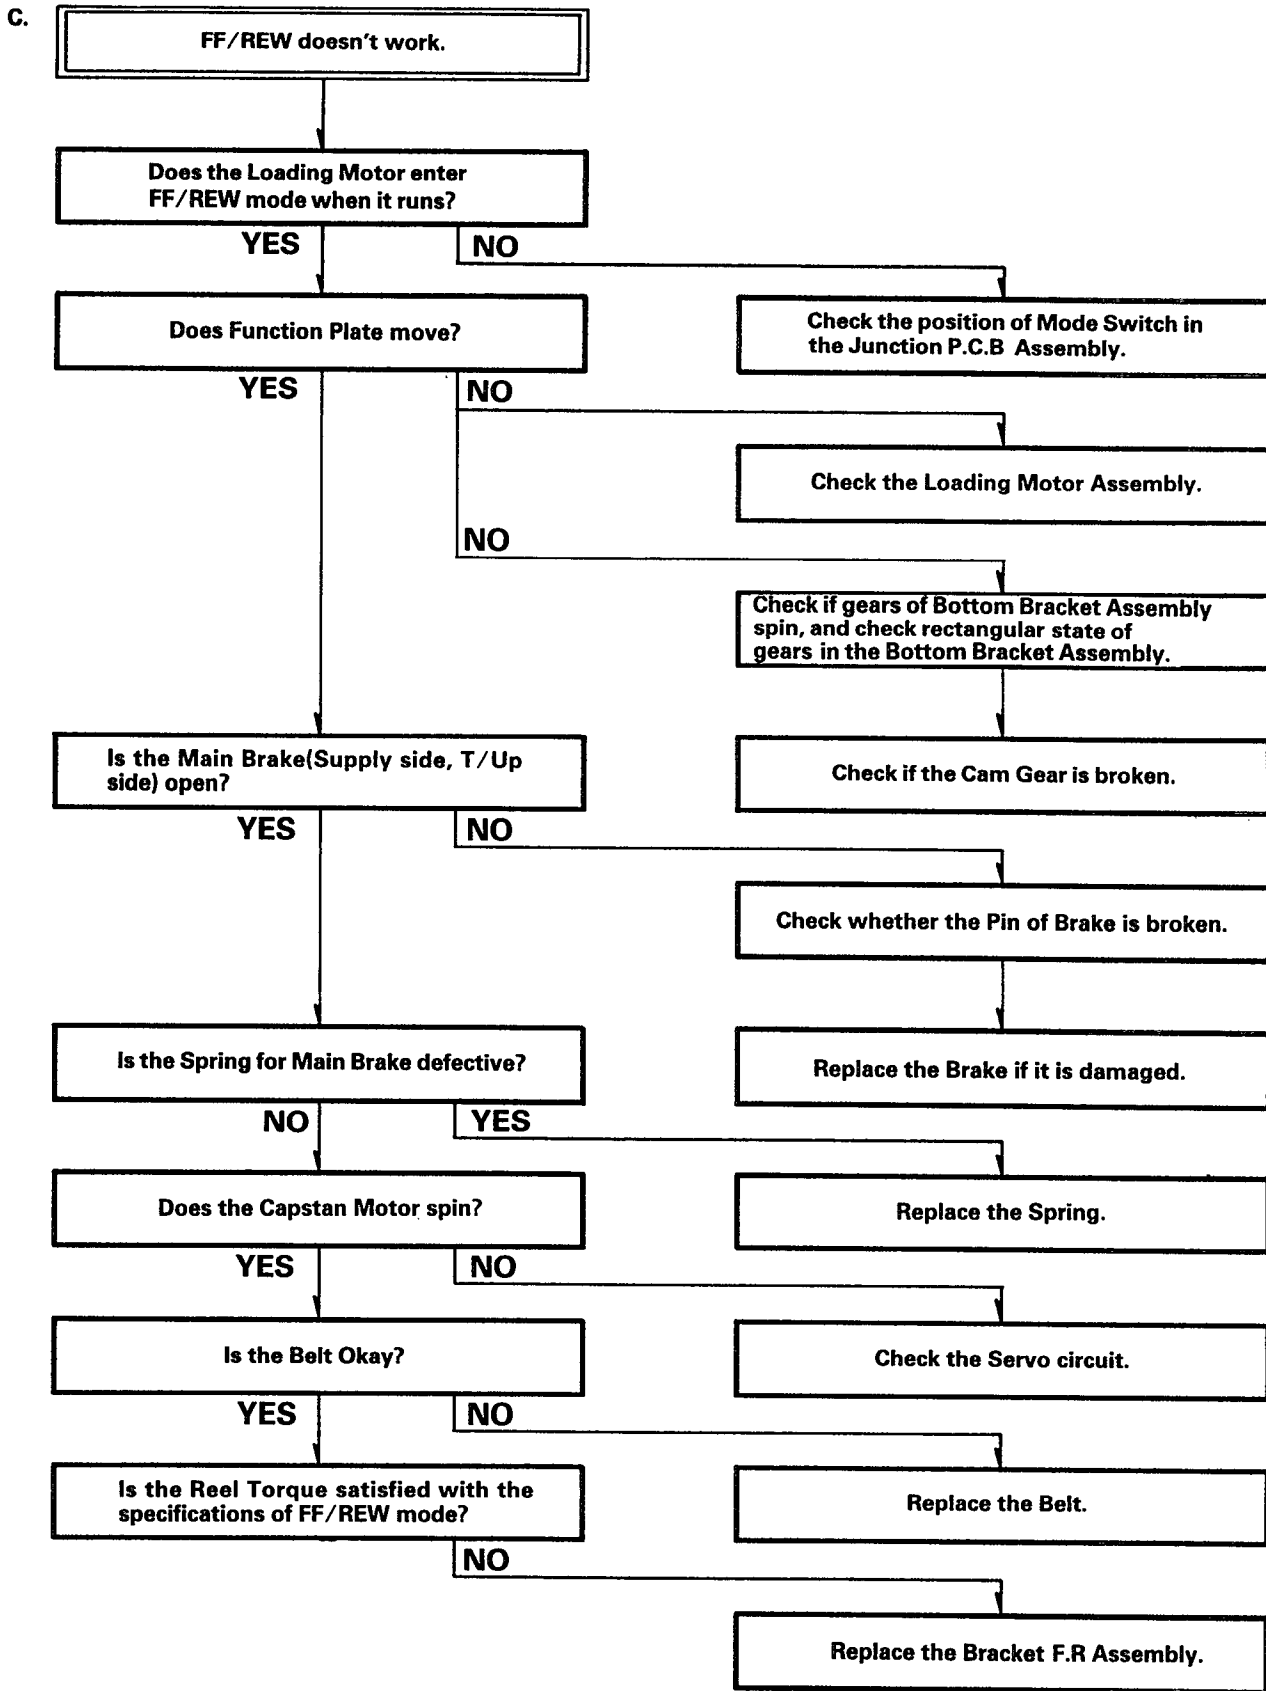 C.
FF/REW doesn't work.
Does the Loading Motor enter
FF/REW mode when it runs?
YES
NO
Does Function Plate move?
Check the position of Mode Switch in
the Junction P.C.B Assembly.
YES
NO
Check the Loading Motor Assembly.
NO
Check if gears of Bottom Bracket Assembly
spin, and check rectangular state of
gears in the Bottom Bracket Assembly.
Is the Main Brake(Supply side, T/Up
side) open?
Check if the Cam Gear is broken.
YES
NO
Check whether the Pin of Brake is broken.
Is the Spring for Main Brake defective?
Replace the Brake if it is damaged.
NO
YES
Does the Capstan Motor spin?
Replace the Spring.
YES
NO
Is the Belt Okay?
Check the Servo circuit.
YES
NO
Is the Reel Torque satisfied with the
specifications of FF/REW mode?
Replace the Belt.
NO
Replace the Bracket F.R Assembly.